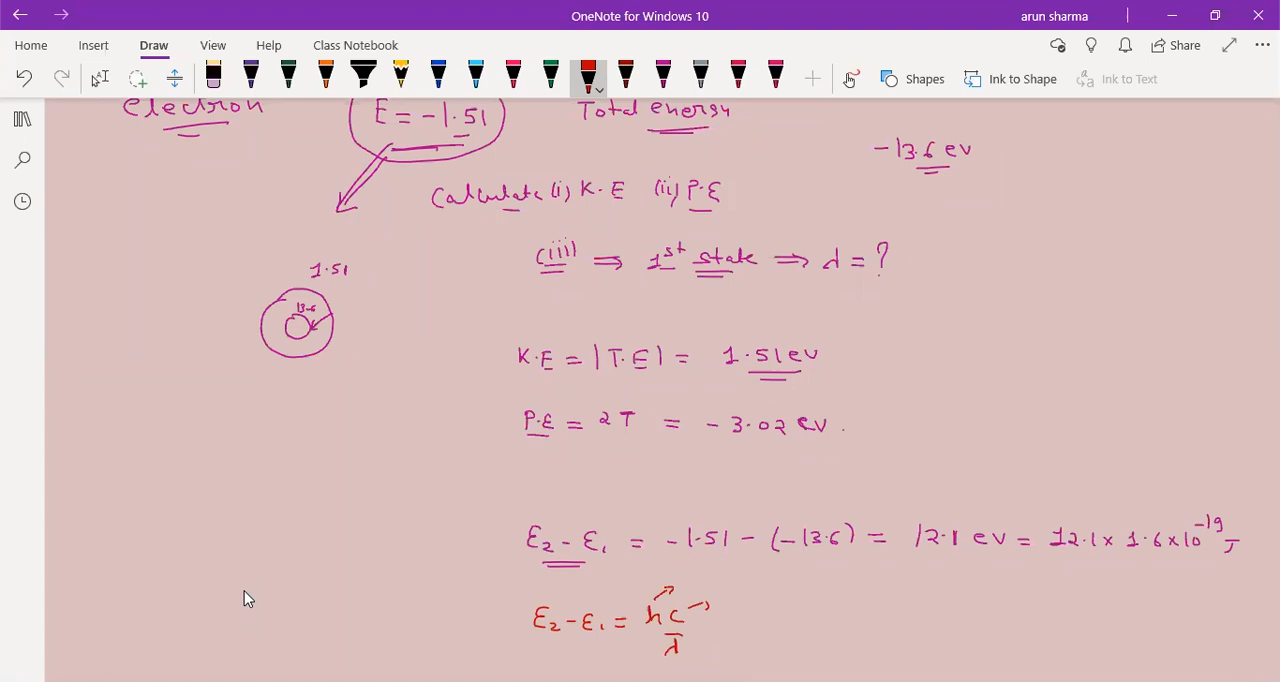 OneNote for Windows 10
arun sharma
Home Insert Draw View Help Class Notebook
Share
Shapes Ink to Shape Ink to Text
electron E = -1.51 Total energy
-13.6 ev
Calculate (i) K.E (ii) P.E
(iii) ⇒ 1st state ⇒ λ = ?
1.51
13.6
K.E = |T.E| = 1.51 ev
P.E = 2T = -3.02 ev.
E2 - E1 = -1.51 - (-13.6) = 12.1 ev = 12.1 x 1.6 x 10^-19 J
E2 - E1 = hc
λ